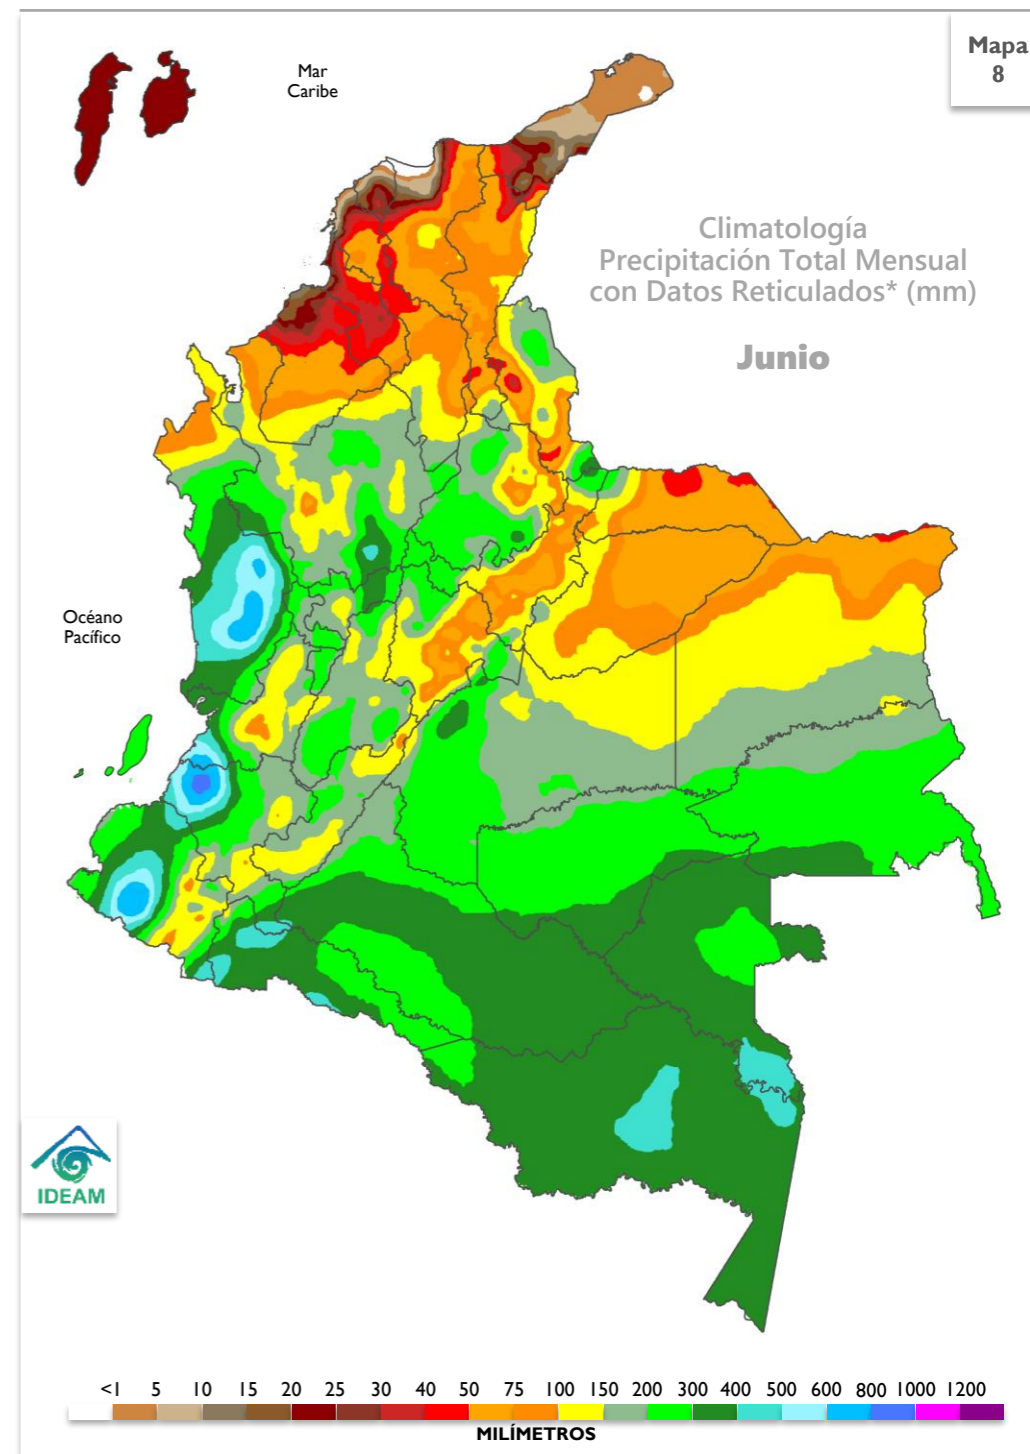 Mapa
8
Mar
Caribe
Climatología
Precipitación Total Mensual
con Datos Reticulados* (mm)
Junio
Océano
Pacífico
IDEAM
<1 5 10 15 20 25 30 40 50 75 100 150 200 300 400 500 600 800 1000 1200
MILÍMETROS